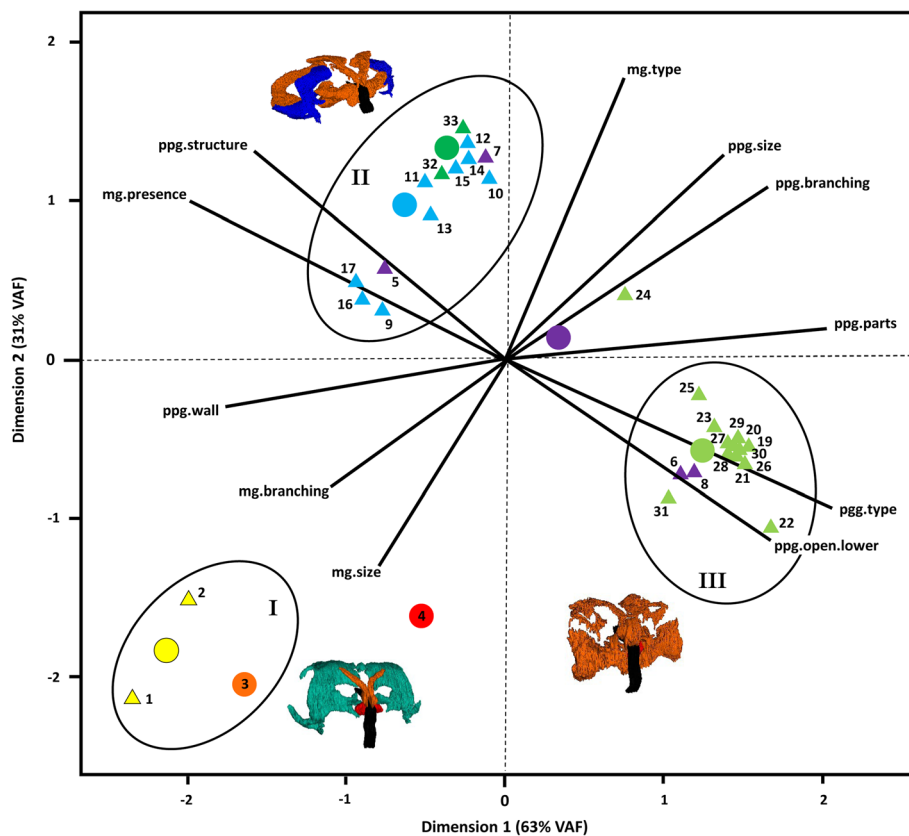 2
mg.type
33
12
ppg.structure
7
ppg.size
32
14
II
11
15
ppg.branching
mg.presence
10
1
13
17
5
24
16
9
ppg.parts
0
25
ppg.wall
23
29
20
27
19
30
6
8
28
26
21
mg.branching
31
pgg.type
-1
22
ppg.open.lower
mg.size
III
2
I
4
3
-2
1
-2
-1
0
1
2
Dimension 1 (63% VAF)
Dimension 2 (31% VAF)